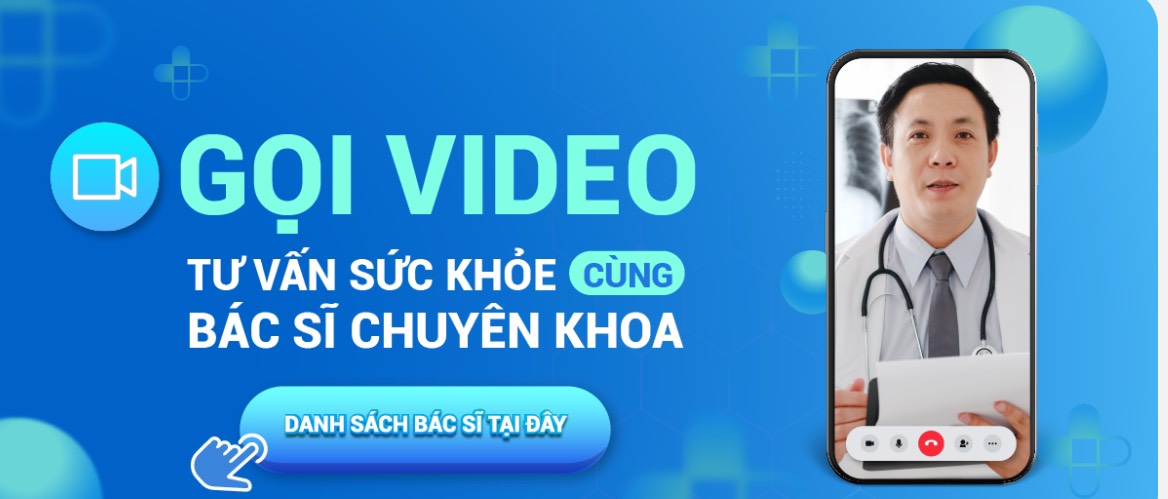 GỌI VIDEO
TƯ VẤN SỨC KHỎE CÙNG
BÁC SĨ CHUYÊN KHOA
DANH SÁCH BÁC SĨ TẠI ĐÂY